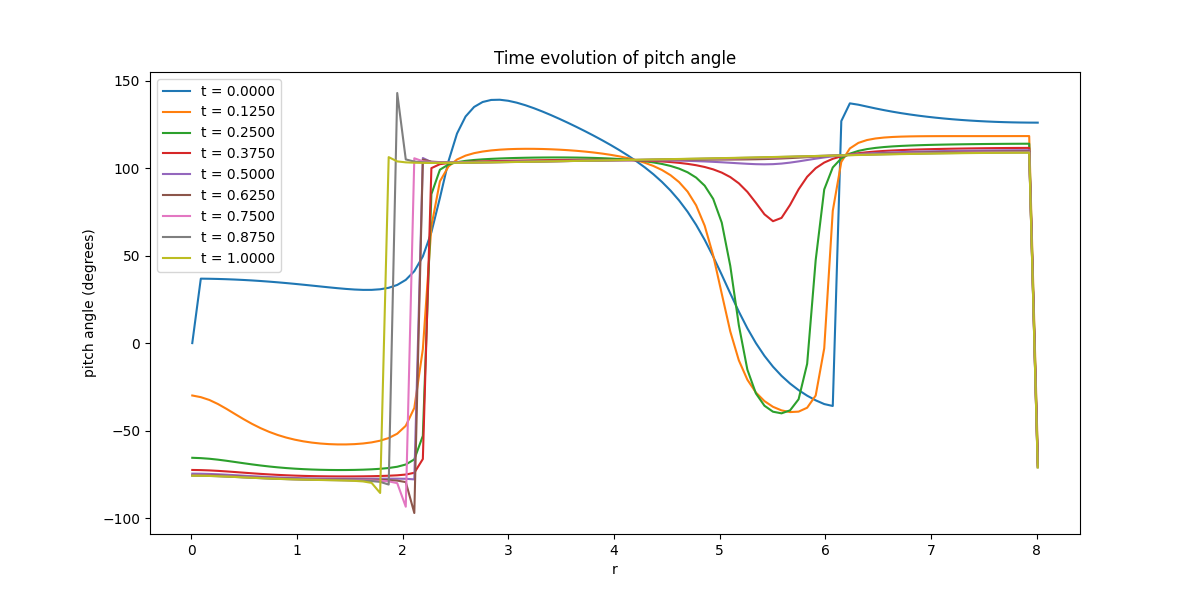 Time evolution of pitch angle
t = 0.0000
t = 0.1250
t = 0.2500
t = 0.3750
t = 0.5000
t = 0.6250
t = 0.7500
t = 0.8750
t = 1.0000
pitch angle (degrees)
150
100
50
0
−50
−100
0 1 2 3 4 5 6 7 8
r